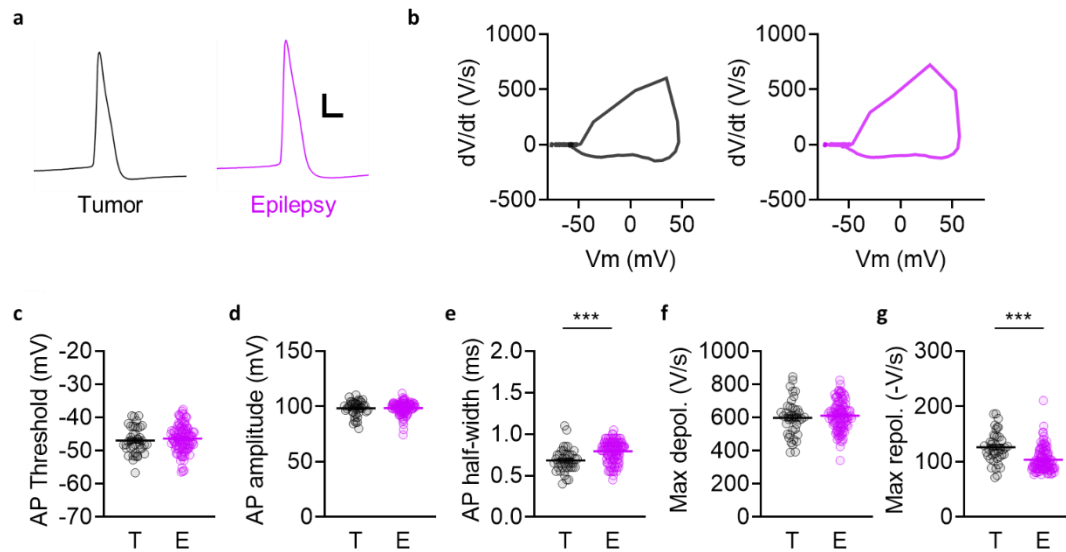 a
Tumor
Epilepsy
b
dV/dt (V/s)
1000
500
0
-500
-50
0
50
Vm (mV)
dV/dt (V/s)
1000
500
0
-500
-50
0
50
Vm (mV)
c
AP Threshold (mV)
-20
-30
-40
-50
-60
-70
T
E
d
AP amplitude (mV)
150
100
50
0
T
E
e
***
AP half-width (ms)
2.0
1.5
1.0
0.5
0.0
T
E
f
Max depol. (V/s)
1000
800
600
400
200
0
T
E
g
***
Max repol. (-V/s)
300
200
100
0
T
E